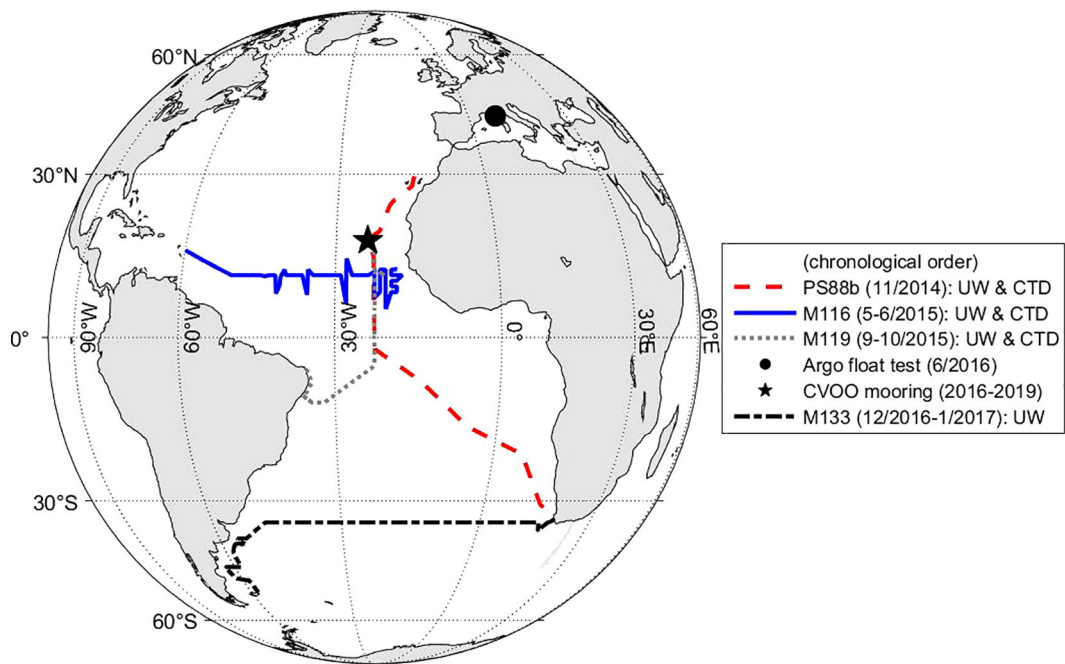 60°N
30°N
0°
30°S
60°S
90°W
60°W
30°W
0°
30°E
60°E
(chronological order)
PS88b (11/2014): UW & CTD
M116 (5-6/2015): UW & CTD
M119 (9-10/2015): UW & CTD
Argo float test (6/2016)
CVOO mooring (2016-2019)
M133 (12/2016-1/2017): UW